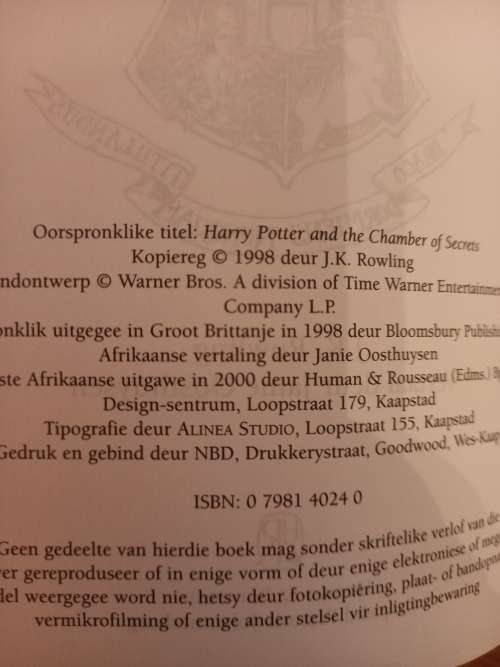 Oorspronklike titel: Harry Potter and the Chamber of Secrets
Kopiereg © 1998 deur J.K. Rowling
ndontwerp © Warner Bros. A division of Time Warner Entertainmen
Company L.P.
onklik uitgegee in Groot Brittanje in 1998 deur Bloomsbury Publish
Afrikaanse vertaling deur Janie Oosthuysen
ste Afrikaanse uitgawe in 2000 deur Human & Rousseau (Edms.) Bp
Design-sentrum, Loopstraat 179, Kaapstad
Tipografie deur ALINEA STUDIO, Loopstraat 155, Kaapstad
Gedruk en gebind deur NBD, Drukkerystraat, Goodwood, Wes-Kaap
ISBN: 0 7981 4024 0
Geen gedeelte van hierdie boek mag sonder skriftelike verlof van die
er gereproduseer of in enige vorm of deur enige elektroniese of meg
del weergegee word nie, hetsy deur fotokopiëring, plaat- of bandopna
vermikrofilming of enige ander stelsel vir inligtingbewaring